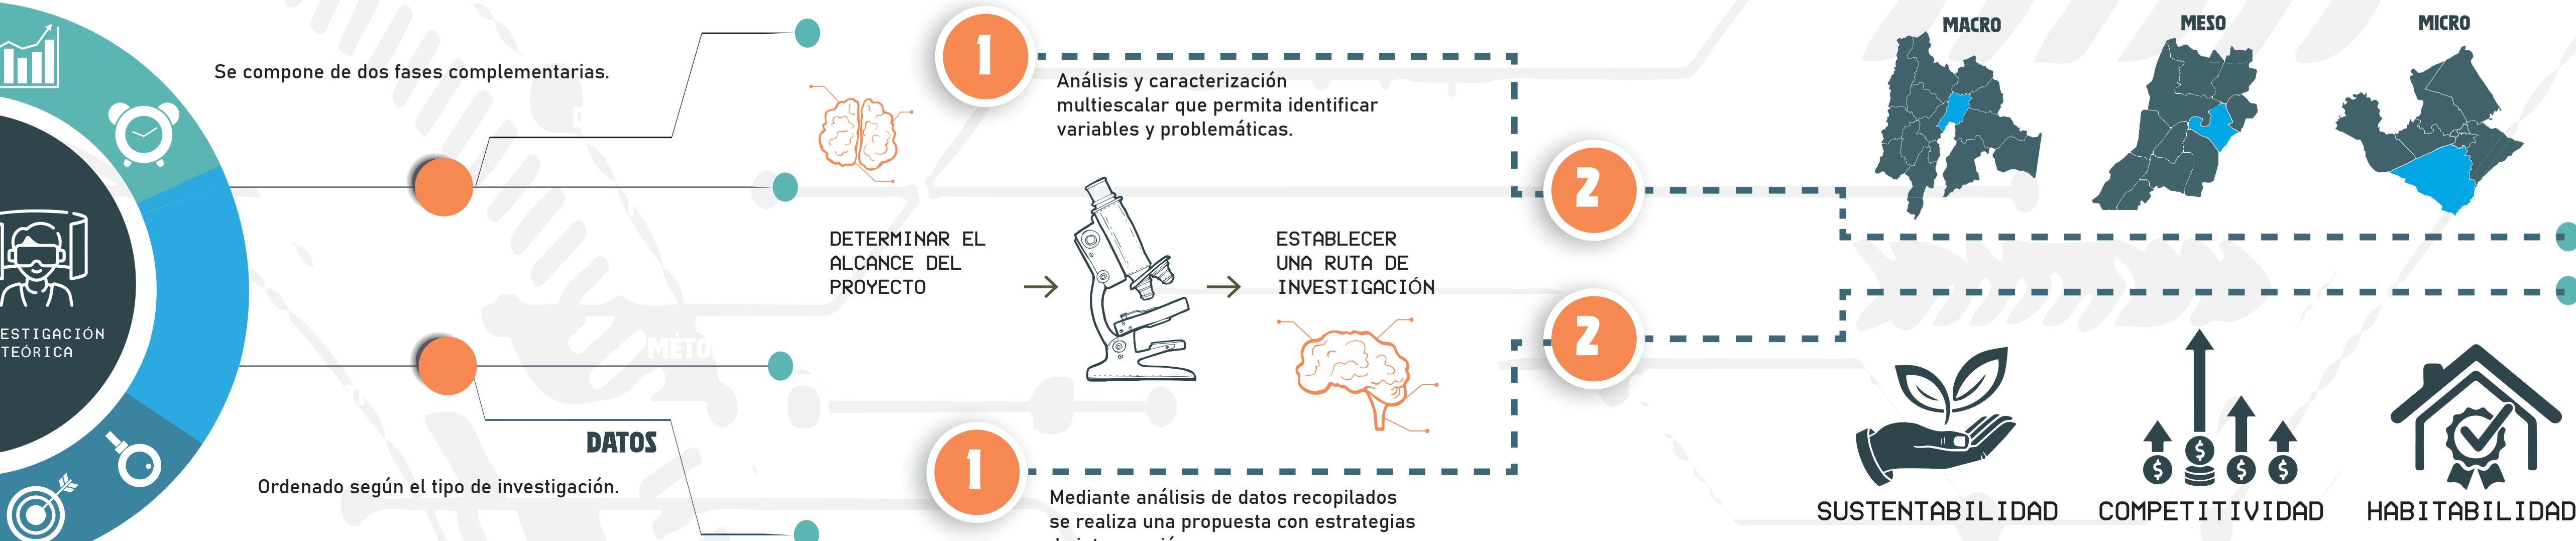 Se compone de dos fases complementarias.
1
Análisis y caracterización
multiescalar que permita identificar
variables y problemáticas.
2
MACRO
MESO
MICRO
DETERMINAR EL
ALCANCE DEL
PROYECTO
ESTABLECER
UNA RUTA DE
INVESTIGACIÓN
ESTIGACIÓN
TEÓRICA
MÉTO
DATOS
Ordenado según el tipo de investigación.
1
Mediante análisis de datos recopilados
se realiza una propuesta con estrategias
2
$ $ $ $
SUSTENTABILIDAD
COMPETITIVIDAD
HABITABILIDAD